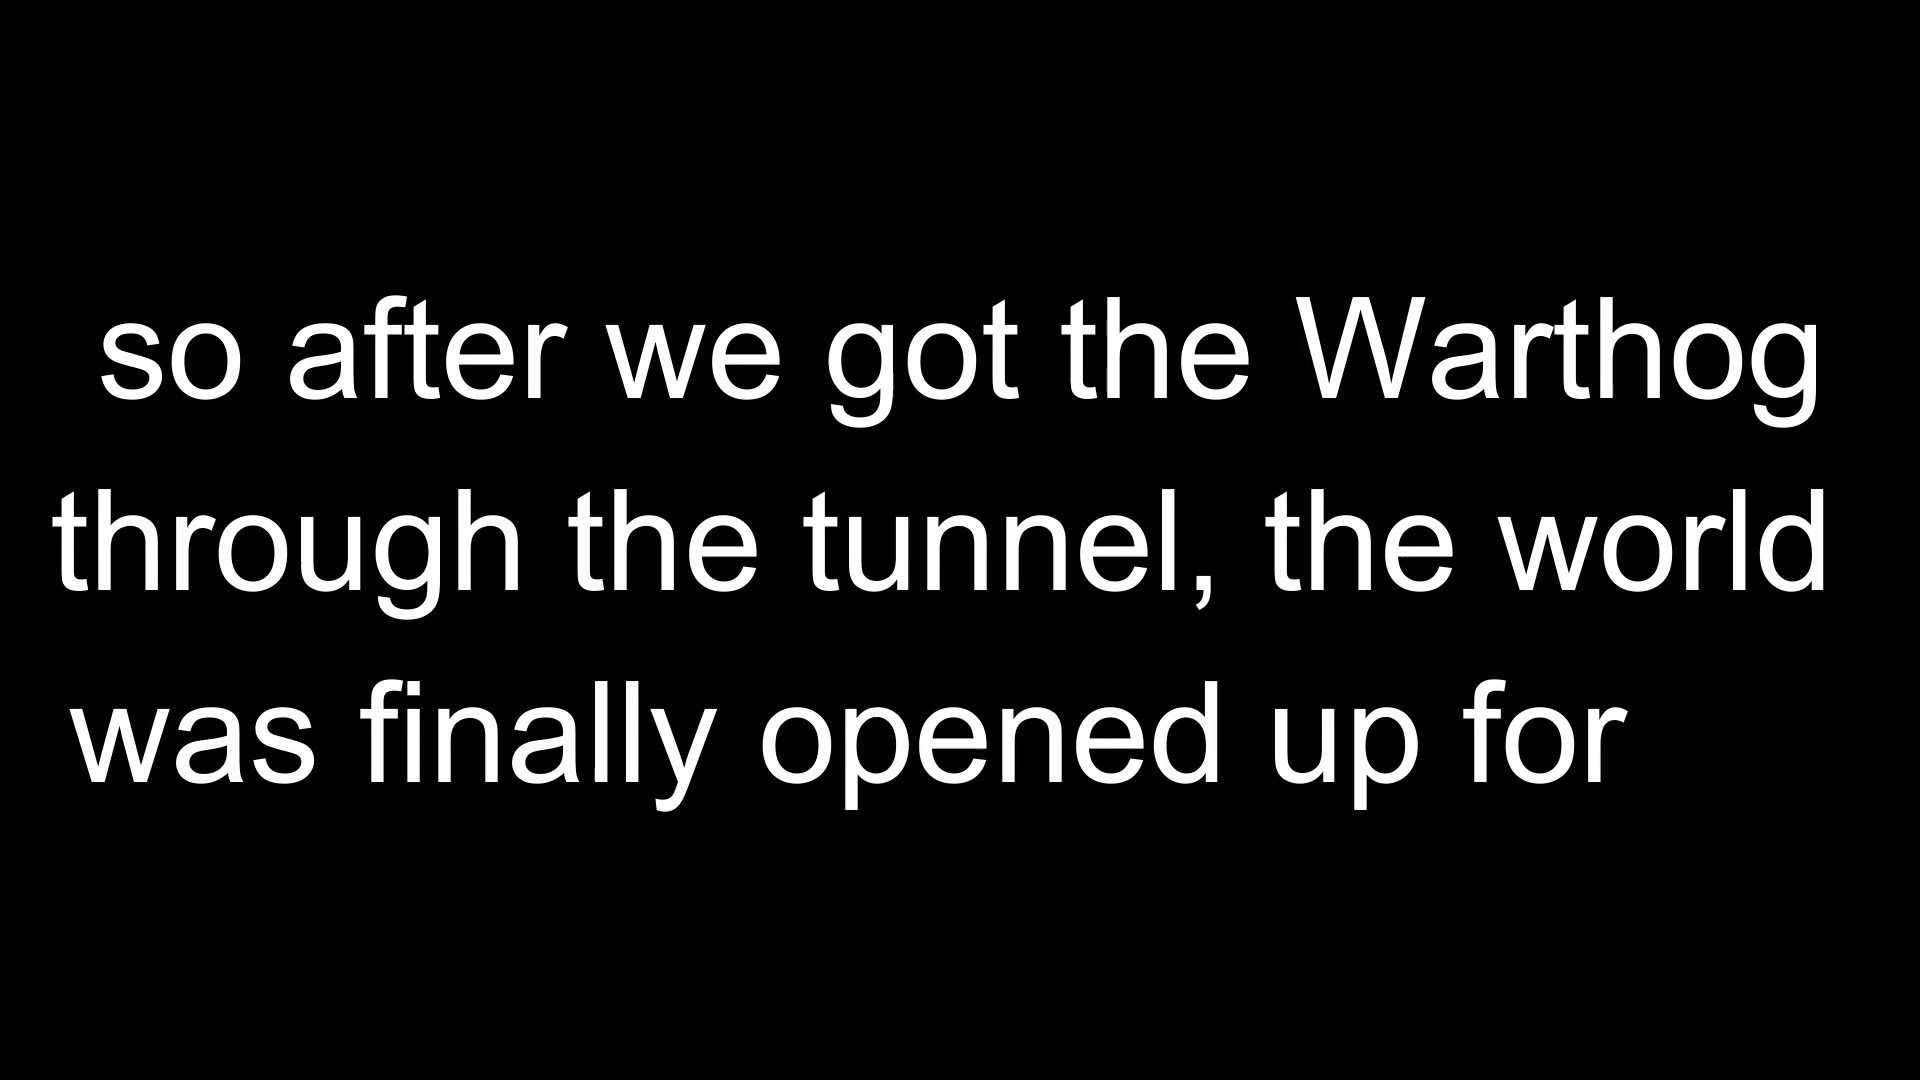 so after we got the Warthog
through the tunnel, the world
was finally opened up for